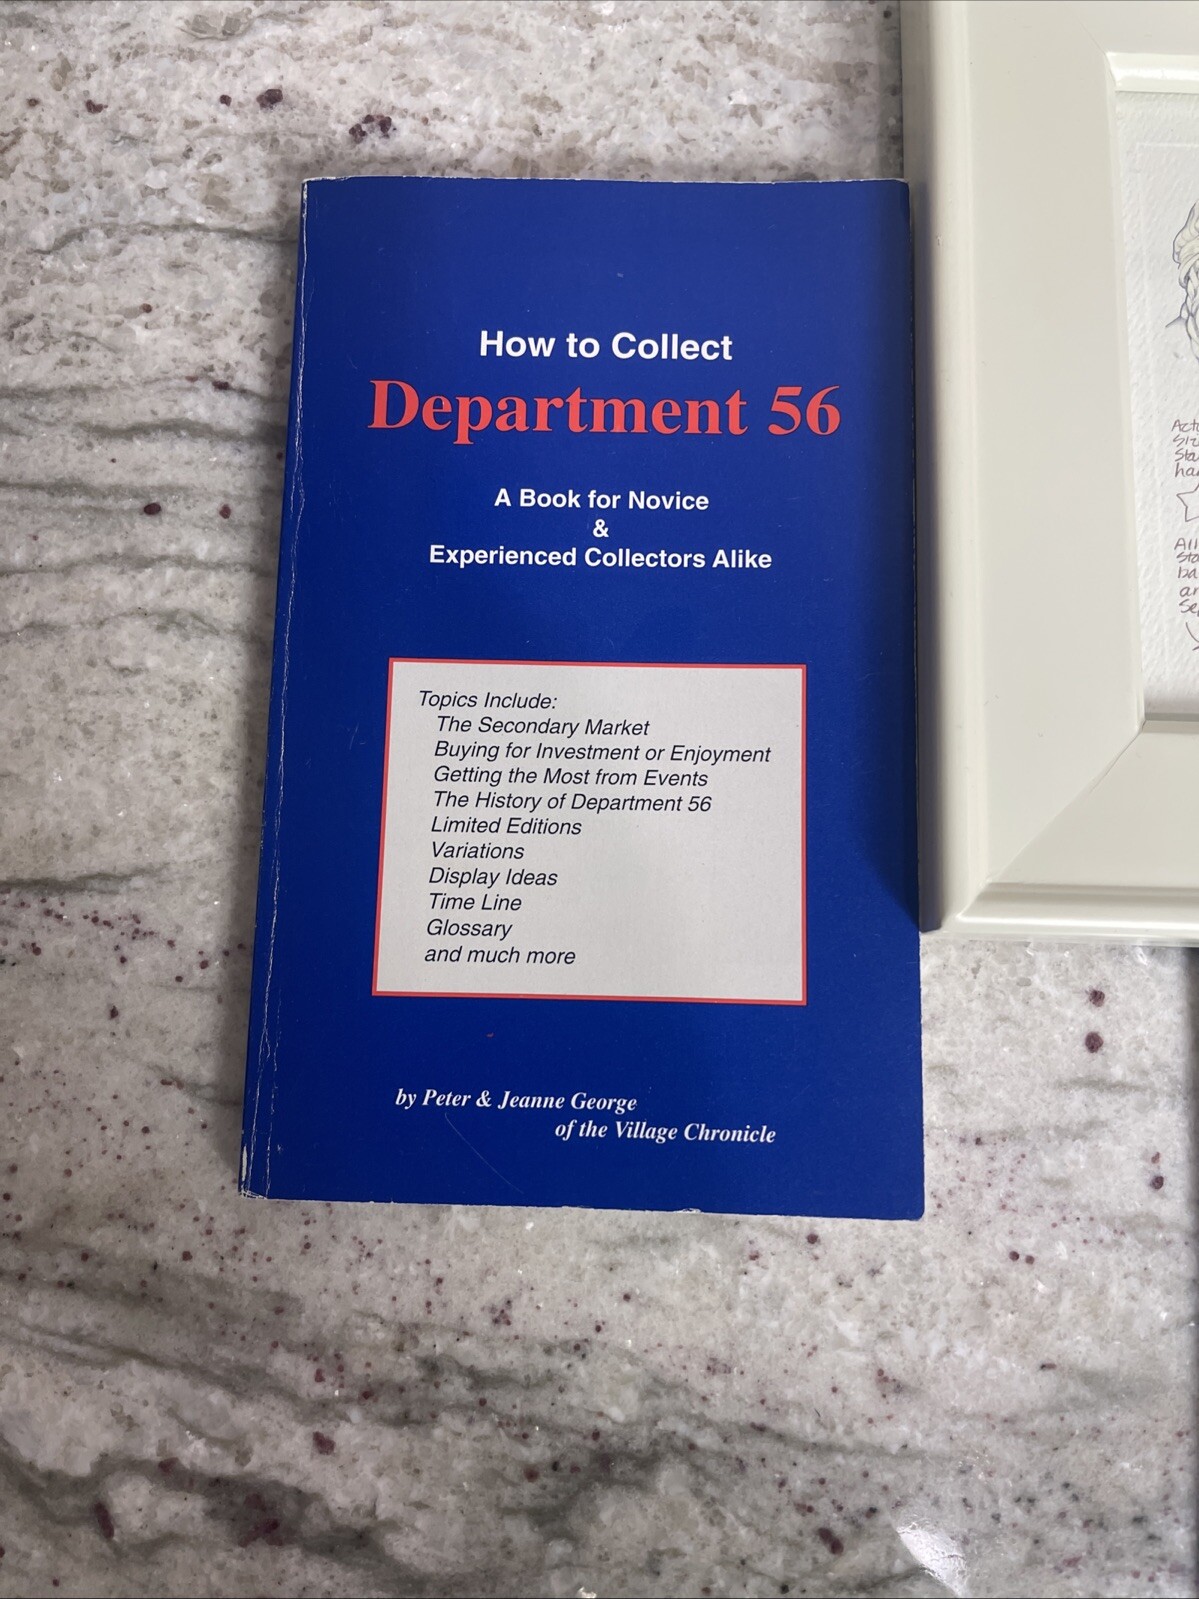 How to Collect
Department 56
A Book for Novice
&
Experienced Collectors Alike
Topics Include:
The Secondary Market
Buying for Investment or Enjoyment
Getting the Most from Events
The History of Department 56
Limited Editions
Variations
Display Ideas
Time Line
Glossary
and much more
by Peter & Jeanne George
of the Village Chronicle